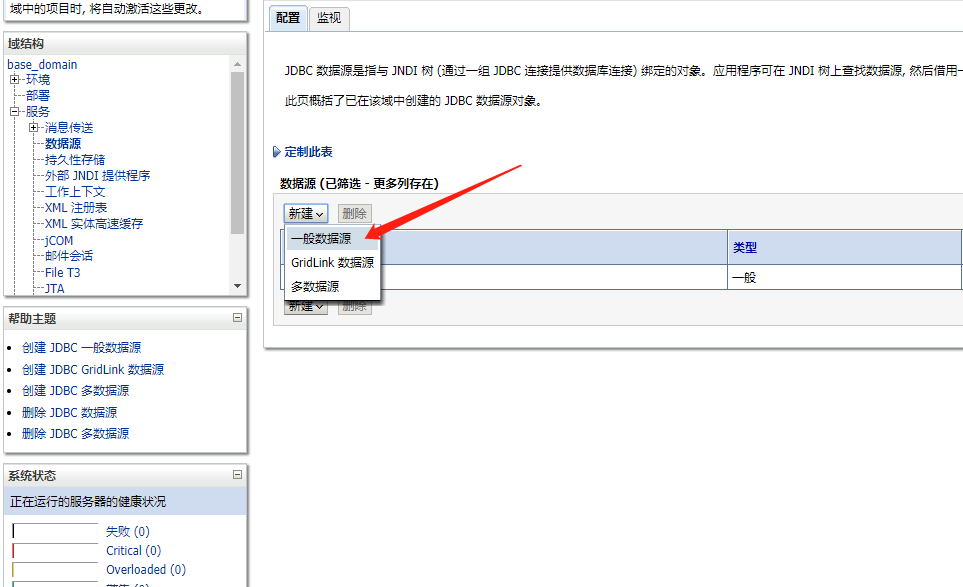 域中的项目时, 将自动激活这些更改。
域结构
base_domain
环境
部署
服务
消息传送
数据源
持久性存储
外部 JNDI 提供程序
工作上下文
XML 注册表
XML 实体高速缓存
jCOM
邮件会话
File T3
JTA
帮助主题
创建 JDBC 一般数据源
创建 JDBC GridLink 数据源
创建 JDBC 多数据源
删除 JDBC 数据源
删除 JDBC 多数据源
系统状态
正在运行的服务器的健康状况
失败 (0)
Critical (0)
Overloaded (0)
配置 监视
JDBC 数据源是指与 JNDI 树 (通过一组 JDBC 连接提供数据库连接) 绑定的对象。应用程序可在 JNDI 树上查找数据源, 然后借用一
此页概括了已在该域中创建的 JDBC 数据源对象。
定制此表
数据源 (已筛选 - 更多列存在)
新建 删除
一般数据源
GridLink 数据源
多数据源
类型
一般
新建 删除